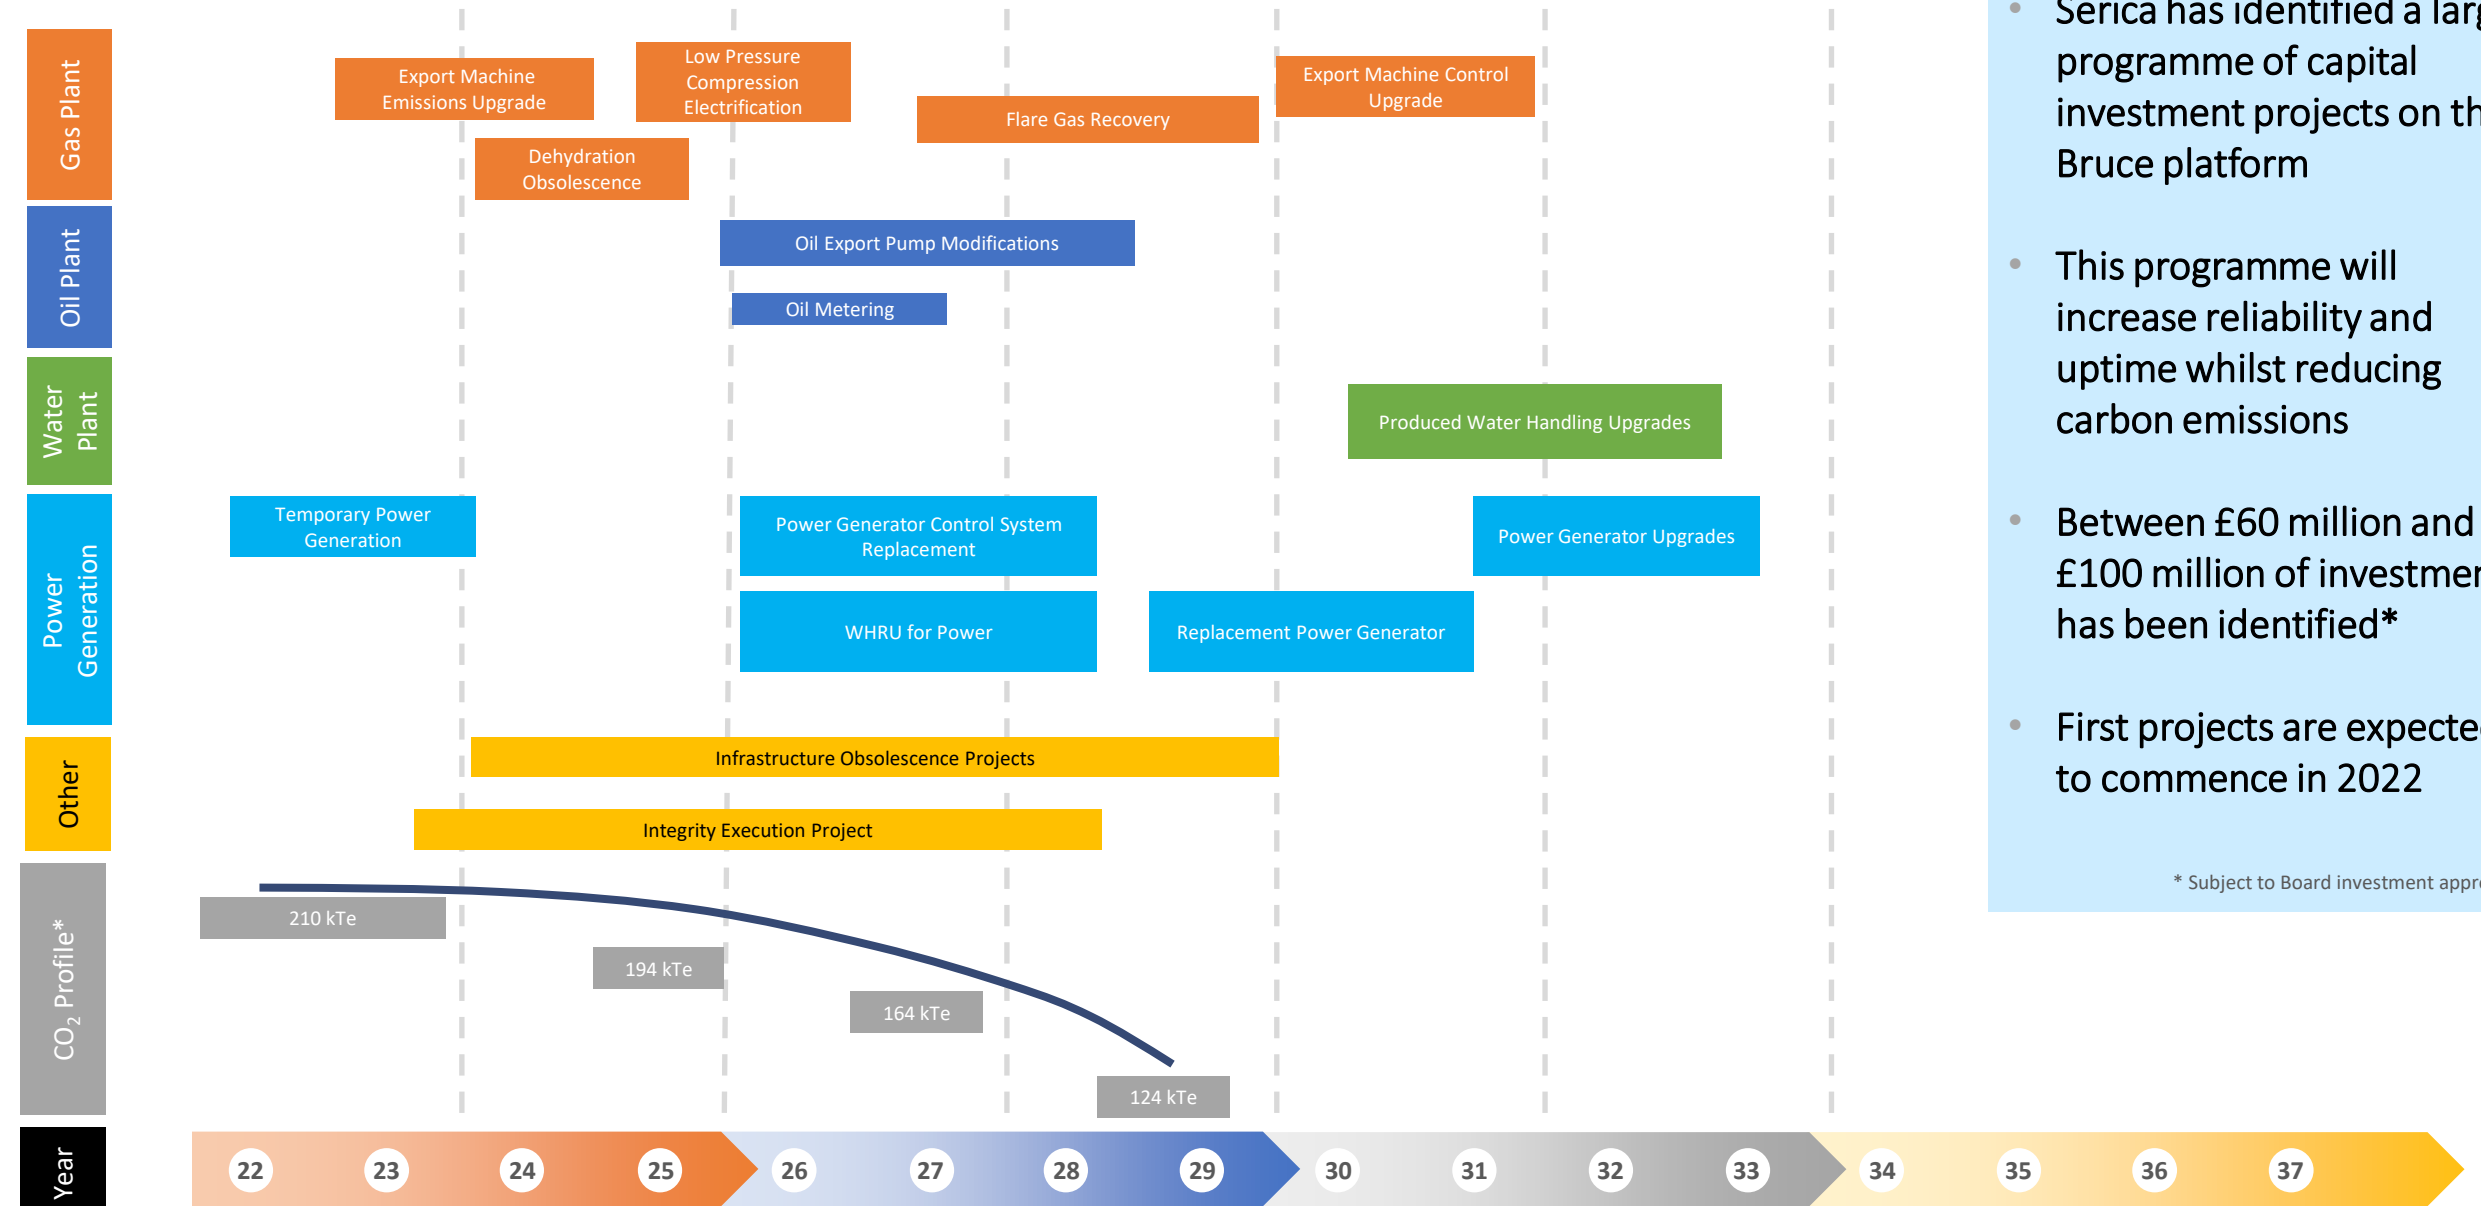 Gas Plant
Export Machine
Emissions Upgrade
Low Pressure
Compression
Electrification
Flare Gas Recovery
Export Machine Control
Upgrade
Dehydration
Obsolescence
Oil Plant
Oil Export Pump Modifications
Oil Metering
Water
Plant
Produced Water Handling Upgrades
Power
Generation
Temporary Power
Generation
Power Generator Control System
Replacement
Power Generator Upgrades
WHRU for Power
Replacement Power Generator
Other
Infrastructure Obsolescence Projects
Integrity Execution Project
CO₂ Profile*
210 kTe
194 kTe
164 kTe
124 kTe
Year
22 23 24 25 26 27 28 29 30 31 32 33 34 35 36 37
• Serica has identified a
programme of capital
investment projects on
Bruce platform
• This programme will
increase reliability and
uptime whilst reducing
carbon emissions
• Between £60 million and
£100 million of
has been identified*
• First projects are
to commence in 2022
* Subject to Board investment